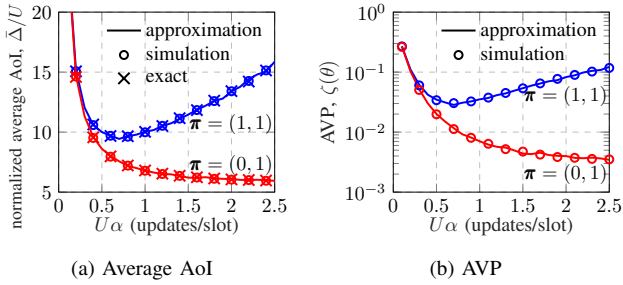 normalized average AoI, Δ̄/U
20
15
10
5
approximation
simulation
exact
π = (1, 1)
π = (0, 1)
0 0.5 1 1.5 2 2.5
Uα (updates/slot)
(a) Average AoI
AVP, ζ(θ)
10⁰
10⁻¹
10⁻²
10⁻³
approximation
simulation
π = (1, 1)
π = (0, 1)
0 0.5 1 1.5 2 2.5
Uα (updates/slot)
(b) AVP